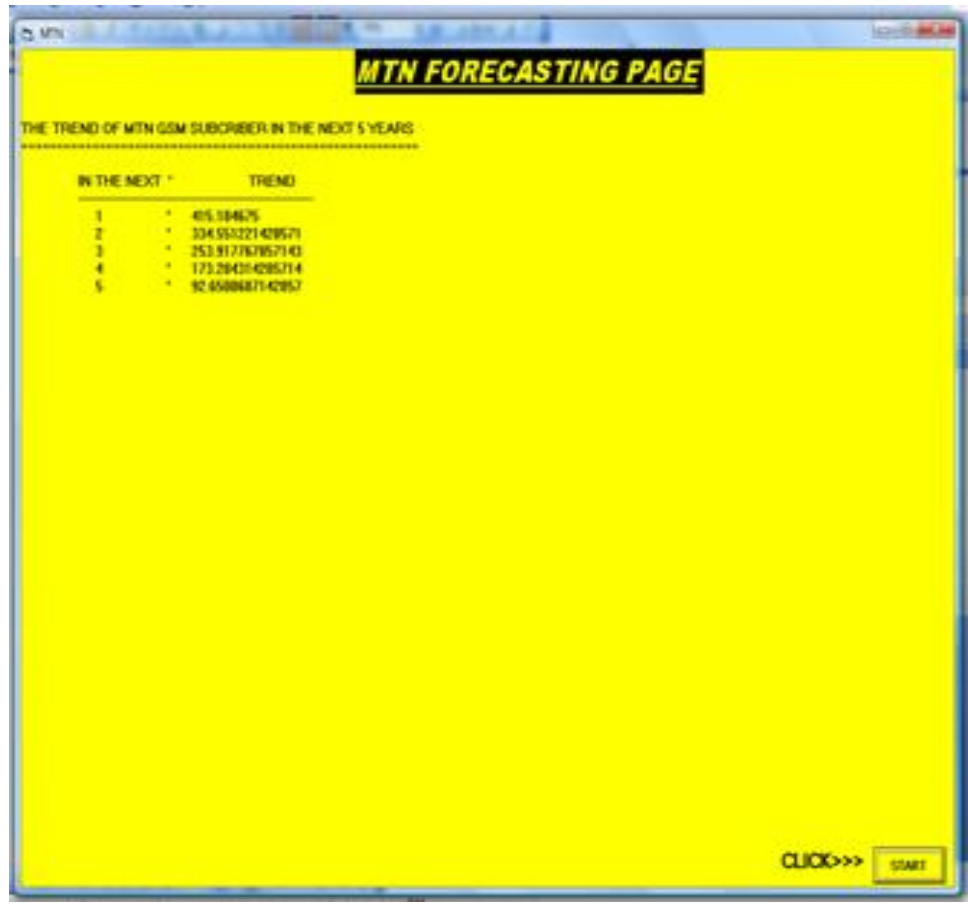 MTN
MTN FORECASTING PAGE
THE TREND OF MTN GSM SUBCRIBER IN THE NEXT 5 YEARS
IN THE NEXT * TREND
1 * 415.184675
2 * 334.551221428571
3 * 253.917767857143
4 * 173.284314285714
5 * 92.6508607142857
CLICK>>> START